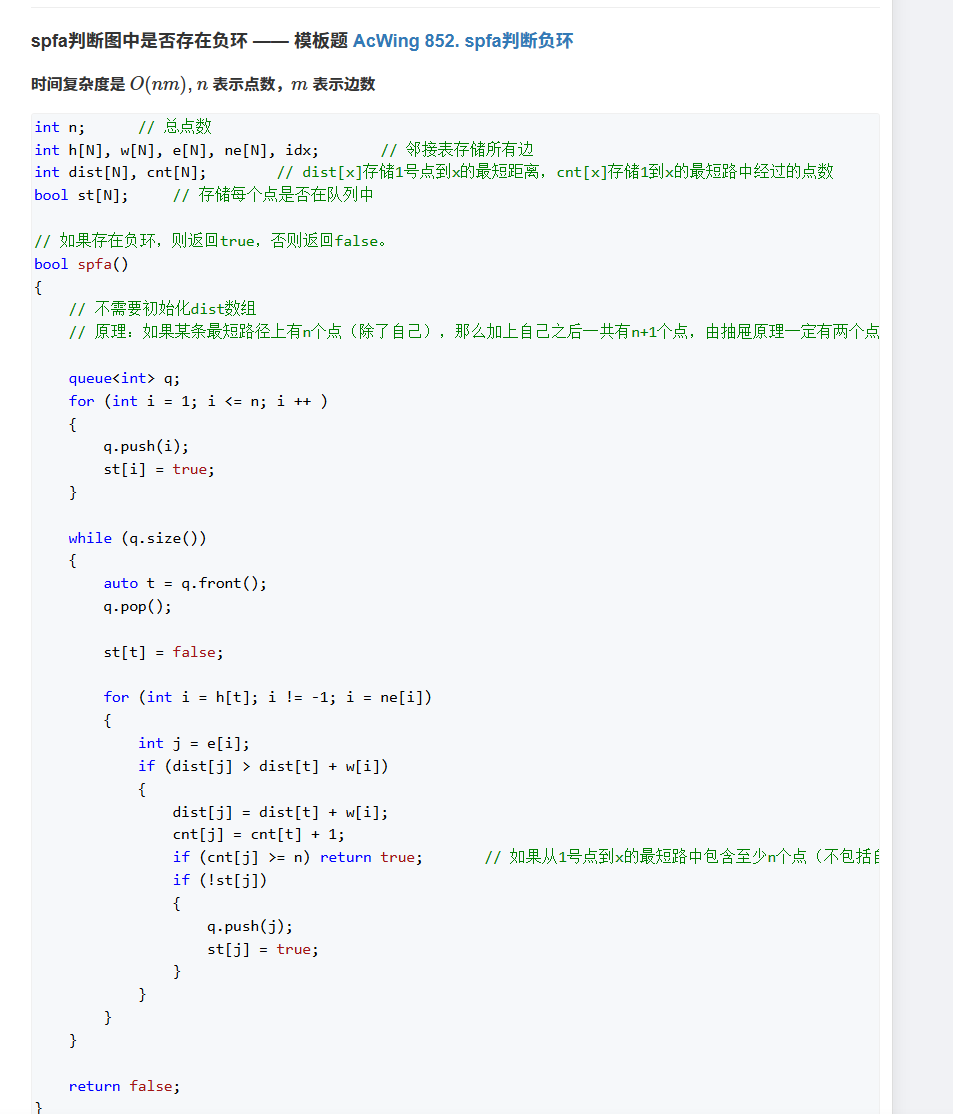 spfa判断图中是否存在负环 —— 模板题 AcWing 852. spfa判断负环
时间复杂度是 O(nm), n 表示点数，m 表示边数
int n;      // 总点数
int h[N], w[N], e[N], ne[N], idx;       // 邻接表存储所有边
int dist[N], cnt[N];        // dist[x]存储1号点到x的最短距离，cnt[x]存储1到x的最短路中经过的点数
bool st[N];     // 存储每个点是否在队列中
// 如果存在负环，则返回true，否则返回false。
bool spfa()
{
    // 不需要初始化dist数组
    // 原理：如果某条最短路径上有n个点（除了自己），那么加上自己之后一共有n+1个点，由抽屉原理一定有两个点
    queue<int> q;
    for (int i = 1; i <= n; i ++ )
    {
        q.push(i);
        st[i] = true;
    }
    while (q.size())
    {
        auto t = q.front();
        q.pop();
        st[t] = false;
        for (int i = h[t]; i != -1; i = ne[i])
        {
            int j = e[i];
            if (dist[j] > dist[t] + w[i])
            {
                dist[j] = dist[t] + w[i];
                cnt[j] = cnt[t] + 1;
                if (cnt[j] >= n) return true;       // 如果从1号点到x的最短路中包含至少n个点（不包括自
                if (!st[j])
                {
                    q.push(j);
                    st[j] = true;
                }
            }
        }
    }
    return false;
}